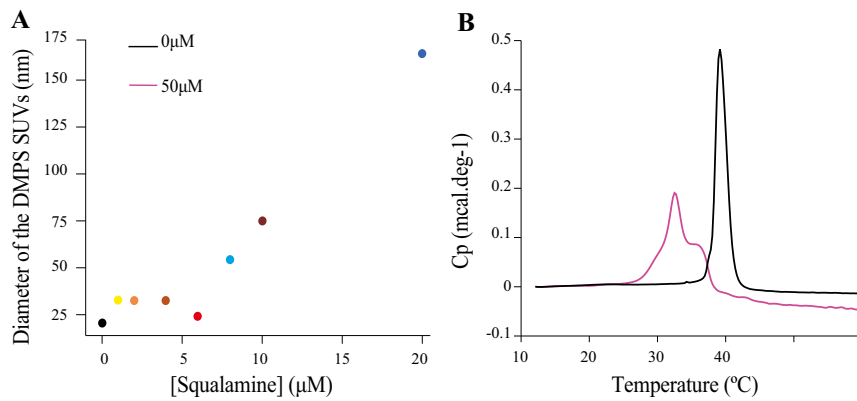 A
Diameter of the DMPS SUVs (nm)
175
150
125
100
75
50
25
0μM
50μM
0
5
10
15
20
[Squalamine] (μM)
B
Cp (mcal.deg-1)
0.5
0.4
0.3
0.2
0.1
0
-0.1
10
20
30
40
Temperature (ºC)